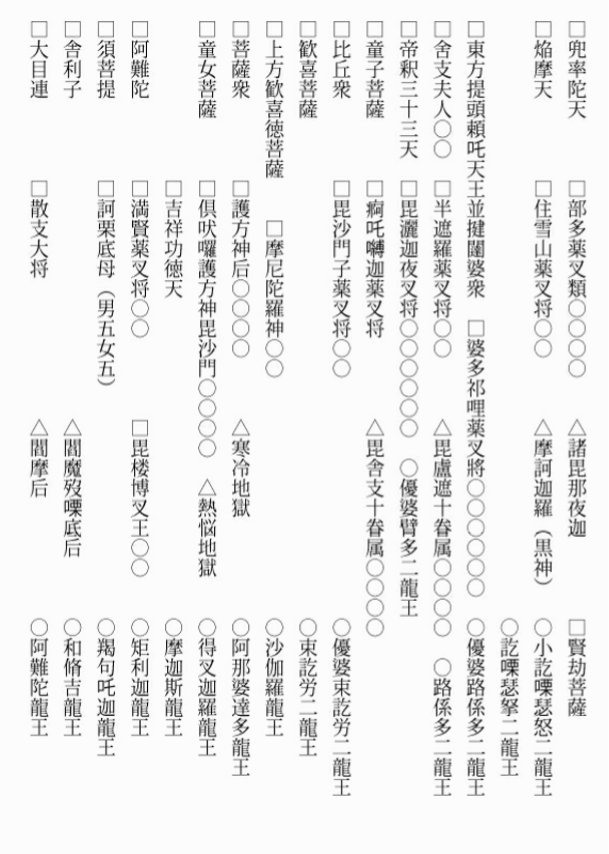 □兜率陀天　□部多薬叉類○○○○　△諸毘那夜迦　□賢劫菩薩
□焔摩天　□住雪山薬叉将○○　△摩訶迦羅（黒神）　○小訖㗚瑟怒二龍王
○訖㗚瑟拏二龍王
□東方提頭頼吒天王並揵闥婆衆　□婆多祁哩薬叉將○○○○○○　○優婆路係多二龍王
□舍支夫人○○　□半遮羅薬叉将○○　△毘盧遮十眷属○○○○　○路係多二龍王
□帝釈三十三天　□毘灑迦夜叉将○○○○○○　○優婆臂多二龍王
□童子菩薩　□痾吒嚩迦薬叉将　△毘舎支十眷属○○○○
□比丘衆　□毘沙門子薬叉将○○　○優婆束訖労二龍王
□歓喜菩薩　○束訖労二龍王
□上方歓喜徳菩薩　□摩尼陀羅神○○　○沙伽羅龍王
□菩薩衆　□護方神后○○○○　△寒冷地獄　○阿那婆達多龍王
□童女菩薩　□倶吠囉護方神毘沙門○○○○　△熱悩地獄　○得叉迦羅龍王
□吉祥功徳天　○摩迦斯龍王
□阿難陀　□満賢薬叉将○○　□毘楼博叉王○○　○矩利迦龍王
□須菩提　□訶栗底母（男五女五）　○羯句吒迦龍王
□舎利子　△閻魔歿㗚底后　○和脩吉龍王
□大目連　□散支大将　△閻摩后　○阿難陀龍王